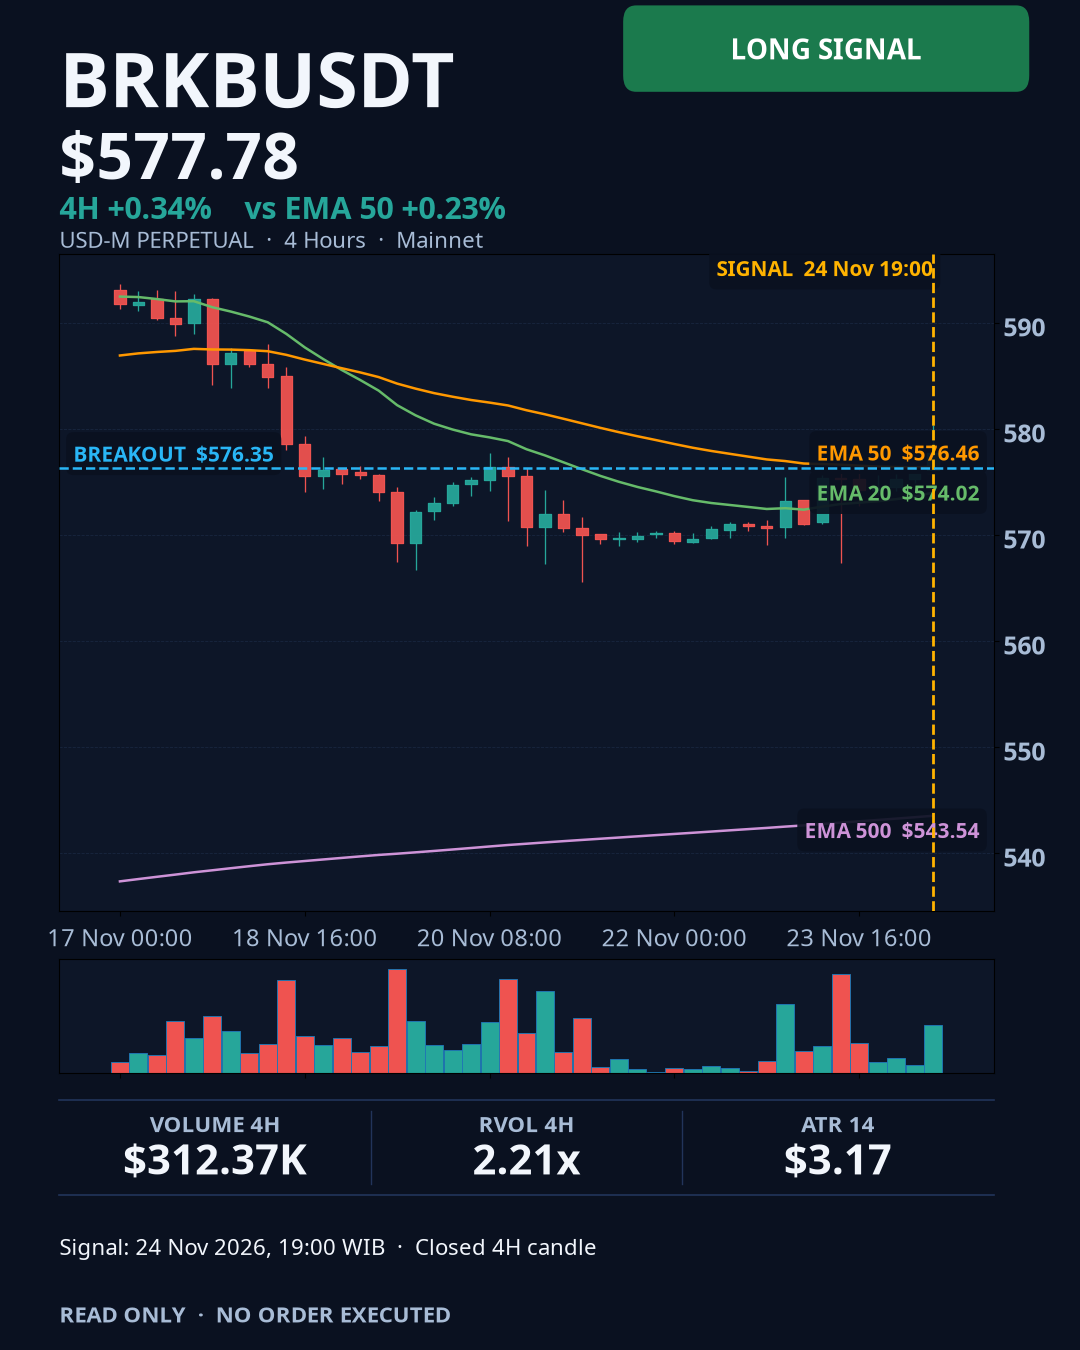 LONG SIGNAL
BRKBUSDT
$577.78
4H +0.34% vs EMA 50 +0.23%
USD-M PERPETUAL · 4 Hours · Mainnet
SIGNAL 24 Nov 19:00
590
580
BREAKOUT $576.35
EMA 50 $576.46
EMA 20 $574.02
570
560
550
EMA 500 $543.54
540
17 Nov 00:00 18 Nov 16:00 20 Nov 08:00 22 Nov 00:00 23 Nov 16:00
VOLUME 4H RVOL 4H ATR 14
$312.37K 2.21x $3.17
Signal: 24 Nov 2026, 19:00 WIB · Closed 4H candle
READ ONLY · NO ORDER EXECUTED